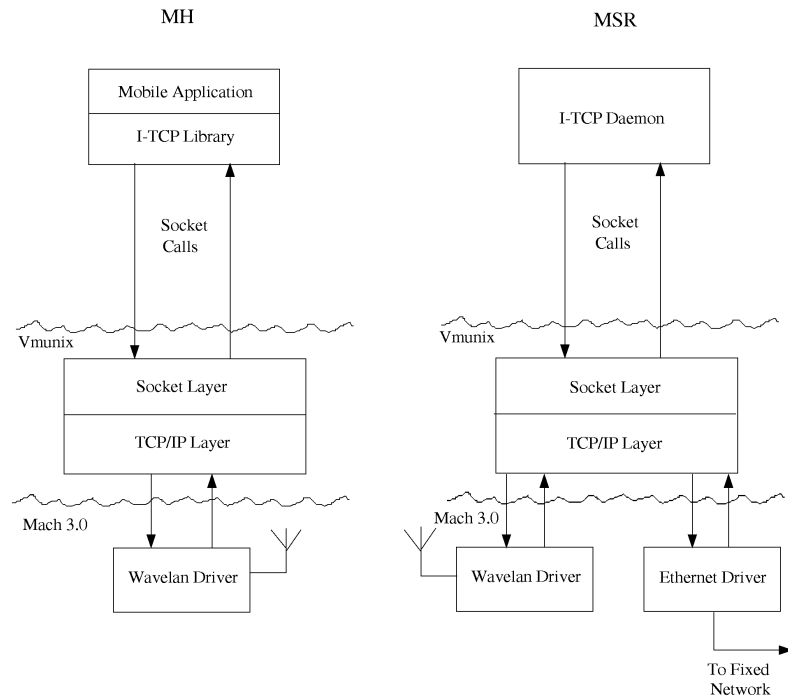 MH
MSR
Mobile Application
I-TCP Library
I-TCP Daemon
Socket
Calls
Socket
Calls
Vmunix
Vmunix
Socket Layer
TCP/IP Layer
Socket Layer
TCP/IP Layer
Mach 3.0
Mach 3.0
Wavelan Driver
Wavelan Driver
Ethernet Driver
To Fixed
Network